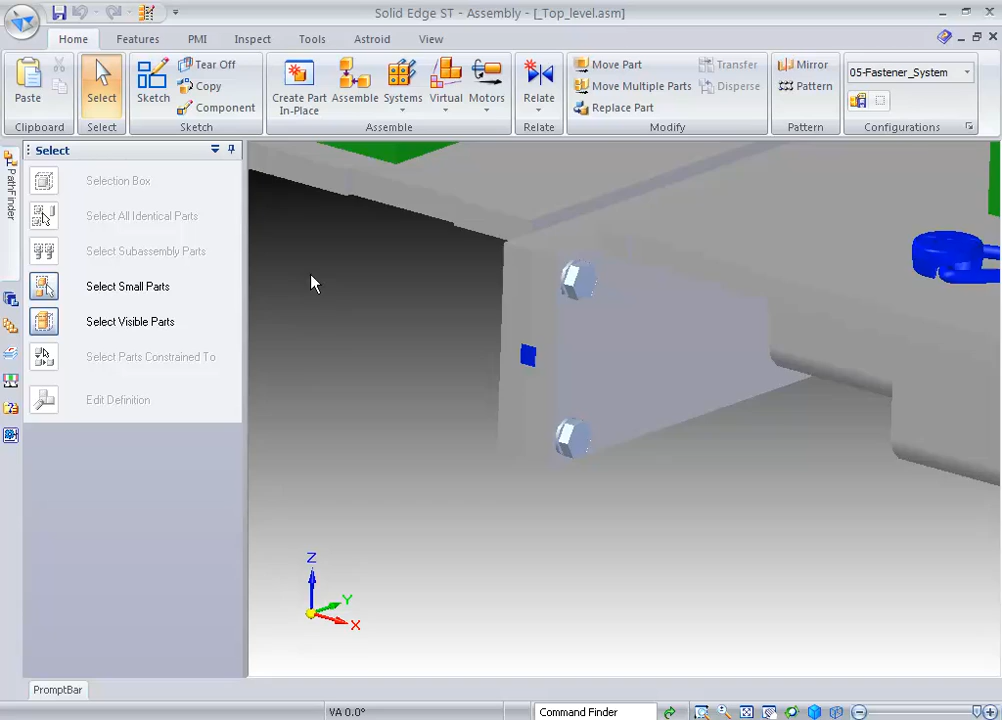 Solid Edge ST - Assembly - [_Top_level.asm]
Home Features PMI Inspect Tools Astroid View
Paste
Clipboard
Select
Select
Sketch
Tear Off
Copy
Component
Sketch
Create Part
In-Place
Assemble
Systems
Virtual
Motors
Assemble
Relate
Relate
Move Part
Move Multiple Parts
Replace Part
Transfer
Disperse
Modify
Mirror
Pattern
Pattern
05-Fastener_System
Configurations
PathFinder
Select
Selection Box
Select All Identical Parts
Select Subassembly Parts
Select Small Parts
Select Visible Parts
Select Parts Constrained To
Edit Definition
Z
Y
X
PromptBar
VA 0.0°
Command Finder